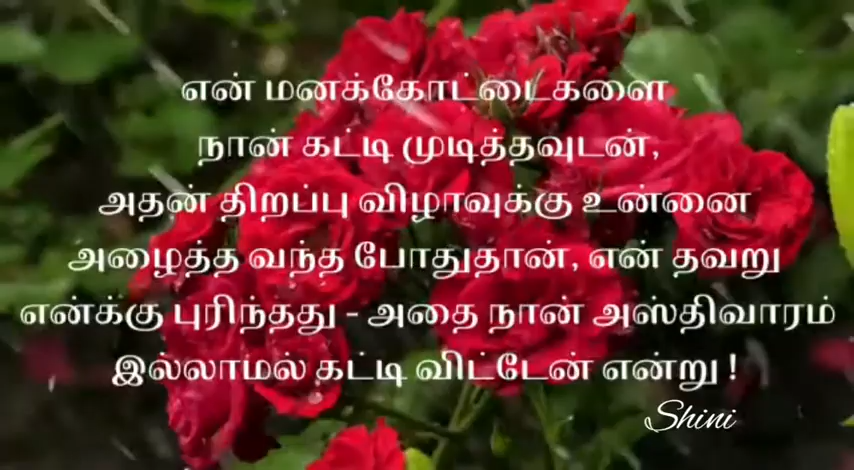 என் மனக்கோட்டைகளை
நான் கட்டி முடித்தவுடன்,
அதன் திறப்பு விழாவுக்கு உன்னை
அழைத்த வந்த போதுதான், என் தவறு
என்க்கு புரிந்தது - அதை நான் அஸ்திவாரம்
இல்லாமல் கட்டி விட்டேன் என்று !
Shini